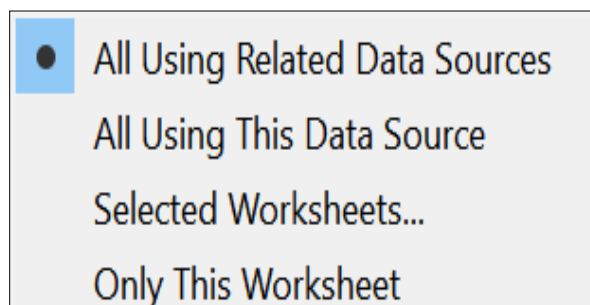 All Using Related Data Sources
All Using This Data Source
Selected Worksheets...
Only This Worksheet